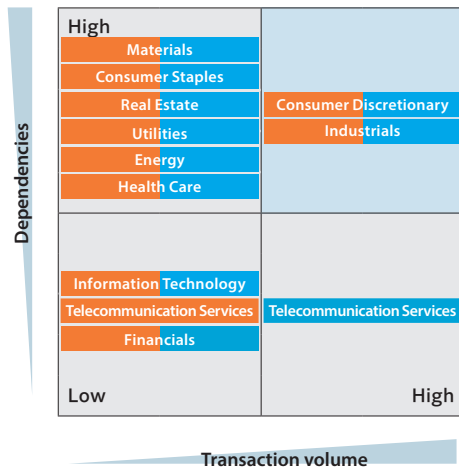 High
Materials
Consumer Staples
Real Estate
Consumer Discretionary
Utilities
Industrials
Energy
Health Care
Dependencies
Information Technology
Telecommunication Services
Telecommunication Services
Financials
Low
High
Transaction volume